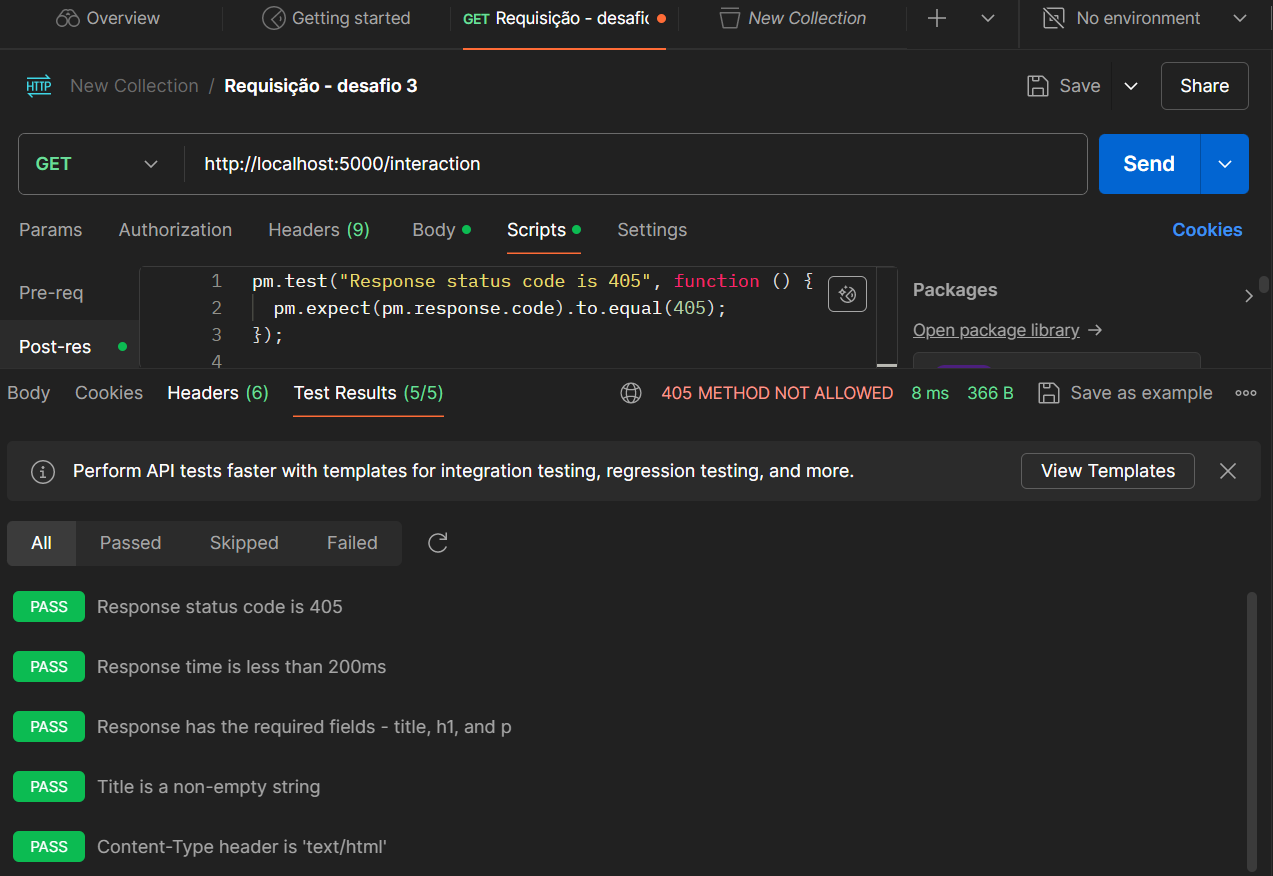 Overview Getting started GET Requisição - desafic New Collection No environment
HTTP New Collection / Requisição - desafio 3 Save Share
GET http://localhost:5000/interaction Send
Params Authorization Headers (9) Body Scripts Settings Cookies
Pre-req
Post-res
1 pm.test("Response status code is 405", function () {
2 pm.expect(pm.response.code).to.equal(405);
3 });
4
Packages
Open package library →
Body Cookies Headers (6) Test Results (5/5) 405 METHOD NOT ALLOWED 8 ms 366 B Save as example
Perform API tests faster with templates for integration testing, regression testing, and more. View Templates
All Passed Skipped Failed
PASS Response status code is 405
PASS Response time is less than 200ms
PASS Response has the required fields - title, h1, and p
PASS Title is a non-empty string
PASS Content-Type header is 'text/html'